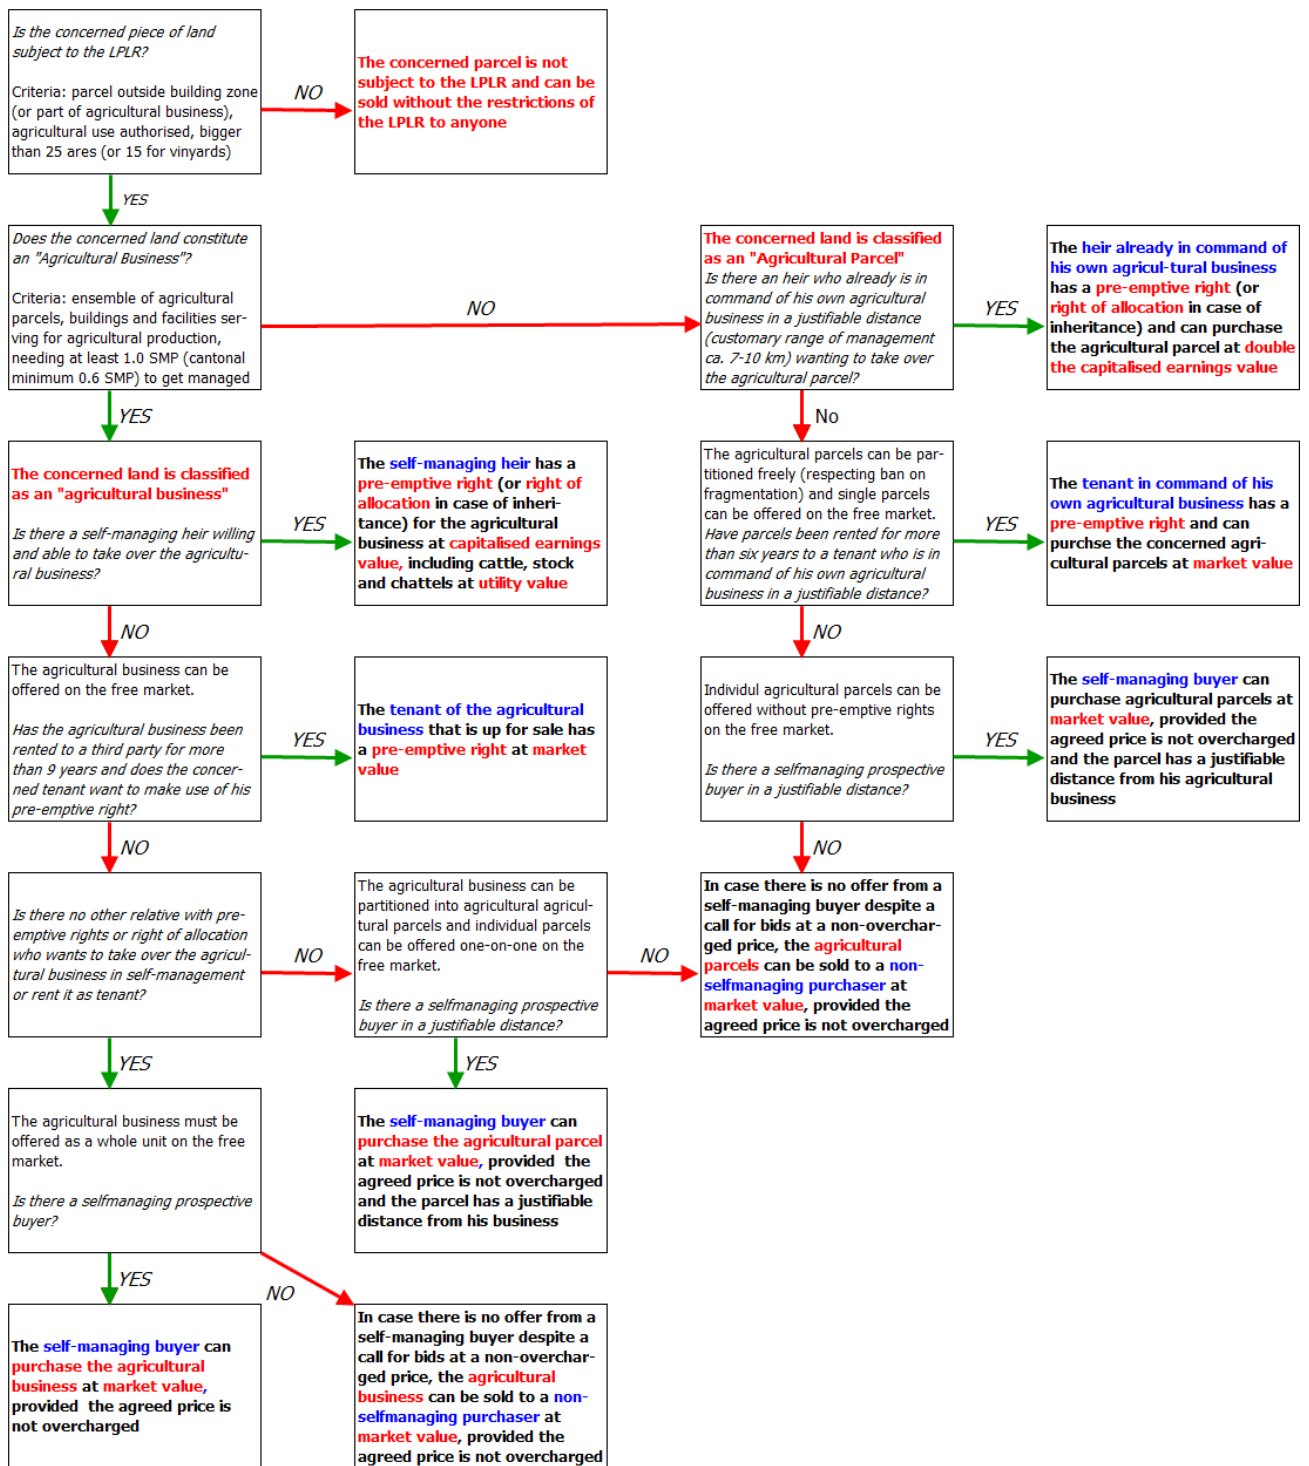 Is the concerned piece of land
subject to the LPLR?
Criteria: parcel outside building zone
(or part of agricultural business),
agricultural use authorised, bigger
than 25 ares (or 15 for vinyards)
NO
The concerned parcel is not
subject to the LPLR and can be
sold without the restrictions of
the LPLR to anyone
YES
Does the concerned land constitute
an "Agricultural Business"?
Criteria: ensemble of agricultural
parcels, buildings and facilities ser-
ving for agricultural production,
needing at least 1.0 SMP (cantonal
minimum 0.6 SMP) to get managed
NO
The concerned land is classified
as an "Agricultural Parcel"
Is there an heir who already is in
command of his own agricultural
business in a justifiable distance
(customary range of management
ca. 7-10 km) wanting to take over
the agricultural parcel?
YES
The heir already in command of
his own agricul-tural business
has a pre-emptive right (or
right of allocation in case of
inheritance) and can purchase
the agricultural parcel at double
the capitalised earnings value
YES
No
The concerned land is classified
as an "agricultural business"
Is there a self-managing heir willing
and able to take over the agricultu-
ral business?
YES
The self-managing heir has a
pre-emptive right (or right of
allocation in case of inheri-
tance) for the agricultural
business at capitalised earnings
value, including cattle, stock
and chattels at utility value
The agricultural parcels can be par-
titioned freely (respecting ban on
fragmentation) and single parcels
can be offered on the free market.
Have parcels been rented for more
than six years to a tenant who is in
command of his own agricultural
business in a justifiable distance?
YES
The tenant in command of his
own agricultural business has a
pre-emptive right and can
purchse the concerned agri-
cultural parcels at market value
NO
NO
The agricultural business can be
offered on the free market.
Has the agricultural business been
rented to a third party for more
than 9 years and does the concer-
ned tenant want to make use of his
pre-emptive right?
YES
The tenant of the agricultural
business that is up for sale has
a pre-emptive right at market
value
Individul agricultural parcels can be
offered without pre-emptive rights
on the free market.
Is there a selfmanaging prospective
buyer in a justifiable distance?
YES
The self-managing buyer can
purchase agricultural parcels at
market value, provided the
agreed price is not overcharged
and the parcel has a justifiable
distance from his agricultural
business
NO
NO
Is there no other relative with pre-
emptive rights or right of allocation
who wants to take over the agricul-
tural business in self-management
or rent it as tenant?
NO
The agricultural business can be
partitioned into agricultural agricul-
tural parcels and individual parcels
can be offered one-on-one on the
free market.
Is there a selfmanaging prospective
buyer in a justifiable distance?
NO
In case there is no offer from a
self-managing buyer despite a
call for bids at a non-overchar-
ged price, the agricultural
parcels can be sold to a non-
selfmanaging purchaser at
market value, provided the
agreed price is not overcharged
YES
YES
The agricultural business must be
offered as a whole unit on the free
market.
Is there a selfmanaging prospective
buyer?
The self-managing buyer can
purchase the agricultural parcel
at market value, provided the
agreed price is not overcharged
and the parcel has a justifiable
distance from his business
YES
NO
The self-managing buyer can
purchase the agricultural
business at market value,
provided the agreed price is
not overcharged
In case there is no offer from a
self-managing buyer despite a
call for bids at a non-overchar-
ged price, the agricultural
business can be sold to a non-
selfmanaging purchaser at
market value, provided the
agreed price is not overcharged